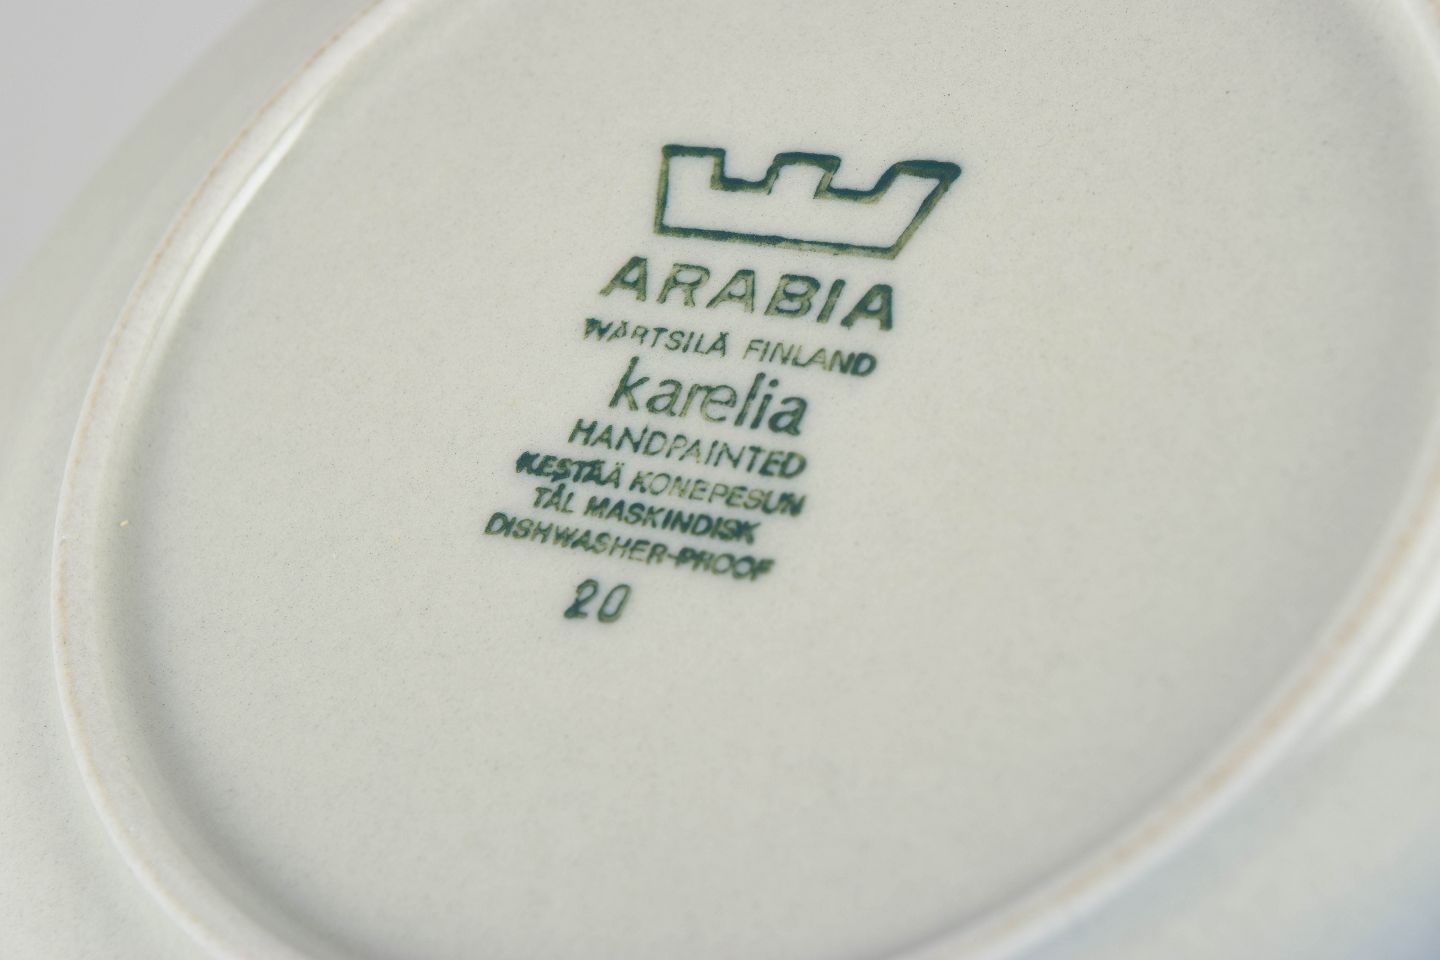 ARABIA
WÄRTSILÄ FINLAND
karelia
HANDPAINTED
KESTÄÄ KONEPESUN
TÅL MASKINDISK
DISHWASHER-PROOF
20